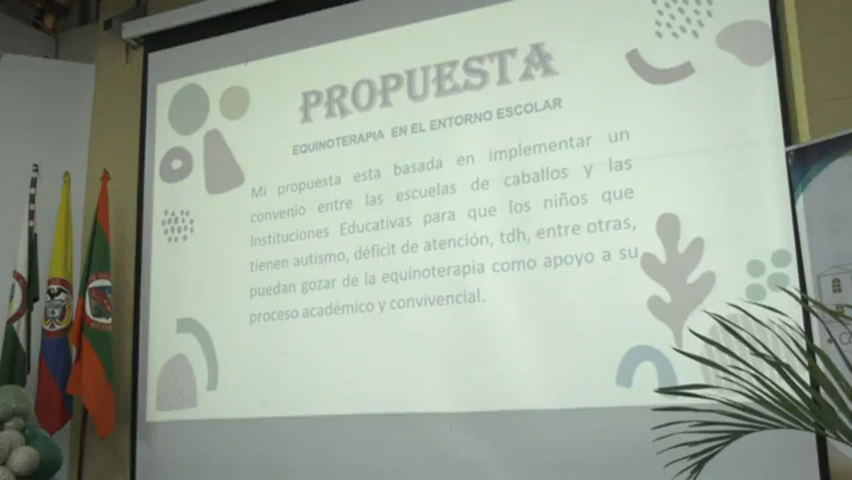 PROPUESTA
EQUINOTERAPIA EN EL ENTORNO ESCOLAR
Mi propuesta esta basada en implementar un
convenio entre las escuelas de caballos y las
Instituciones Educativas para que los niños que
tienen autismo, déficit de atención, tdh, entre otras,
puedan gozar de la equinoterapia como apoyo a su
proceso académico y convivencial.